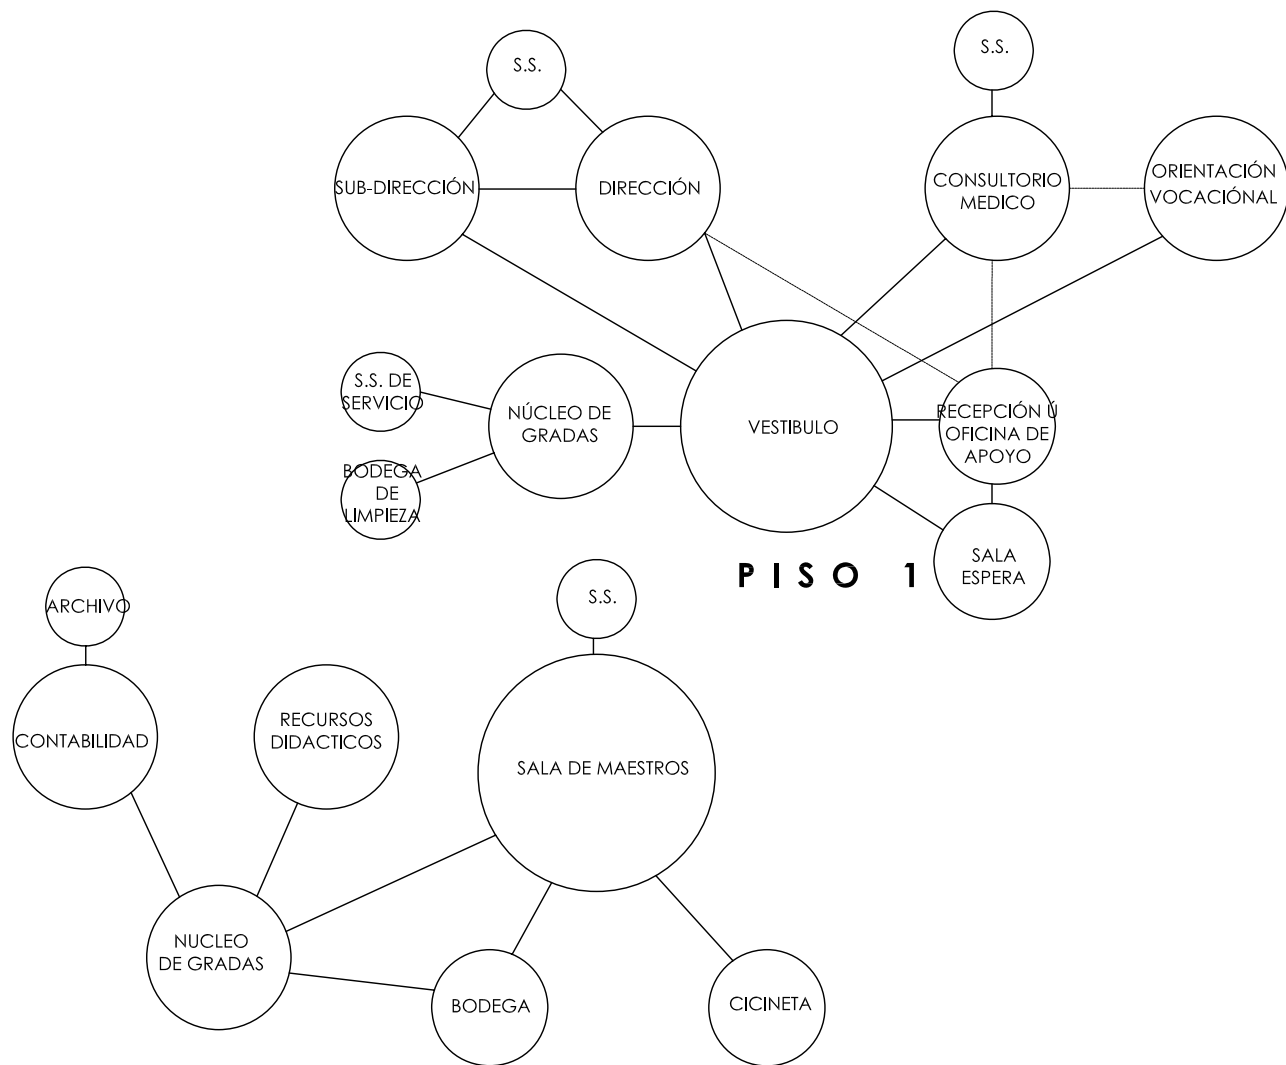 S.S.
S.S.
SUB-DIRECCIÓN
DIRECCIÓN
CONSULTORIO
MEDICO
ORIENTACIÓN
VOCACIÓNAL
S.S. DE
SERVICIO
NÚCLEO DE
GRADAS
VESTIBULO
RECEPCIÓN Ú
OFICINA DE
APOYO
BODEGA
DE
LIMPIEZA
SALA
ESPERA
PISO 1
ARCHIVO
S.S.
CONTABILIDAD
RECURSOS
DIDACTICOS
SALA DE MAESTROS
NUCLEO
DE GRADAS
BODEGA
CICINETA